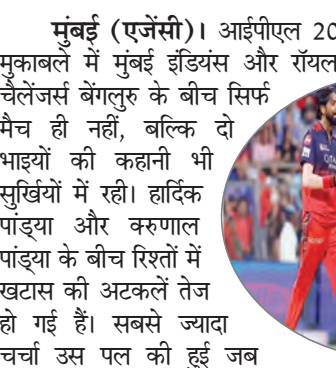 मुंबई (एजेंसी)। आईपीएल 20
मुकाबले में मुंबई इंडियंस और रॉयल
चैलेंजर्स बेंगलुरु के बीच सिर्फ
मैच ही नहीं, बल्कि दो
भाइयों की कहानी भी
सुर्खियों में रही। हार्दिक
पांड्या और क्रुणाल
पांड्या के बीच रिश्तों में
खटास की अटकलें तेज
हो गई हैं। सबसे ज्यादा
चर्चा उस पल की हुई जब